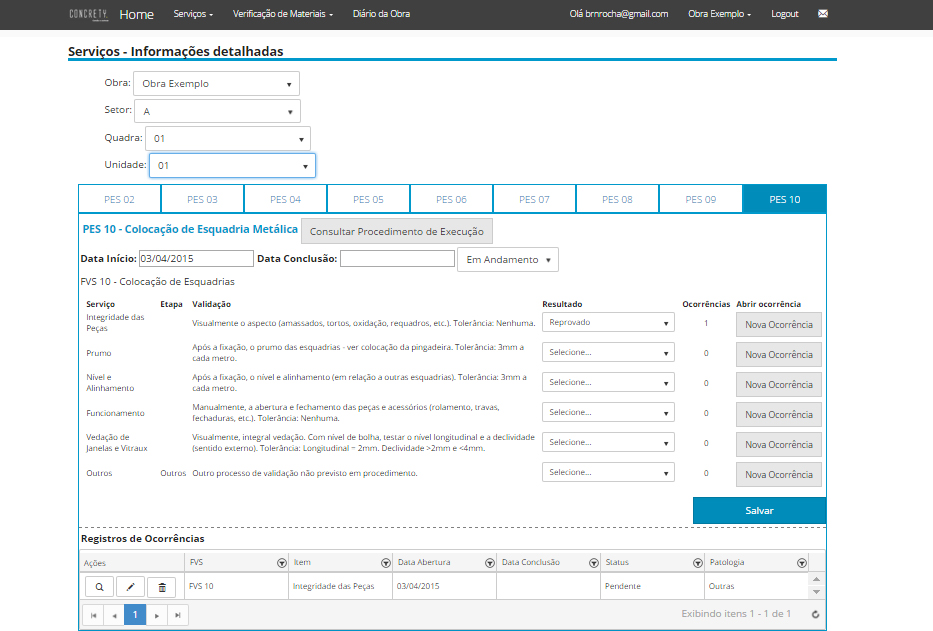 CONCRETY Home Serviços Verificação de Materiais Diário da Obra Olá brnrocha@gmail.com Obra Exemplo Logout
Serviços - Informações detalhadas
Obra: Obra Exemplo
Setor: A
Quadra: 01
Unidade: 01
PES 02 PES 03 PES 04 PES 05 PES 06 PES 07 PES 08 PES 09 PES 10
PES 10 - Colocação de Esquadria Metálica Consultar Procedimento de Execução
Data Início: 03/04/2015 Data Conclusão: Em Andamento
FVS 10 - Colocação de Esquadrias
Serviço Etapa Validação Resultado Ocorrências Abrir ocorrência
Integridade das
Peças
Visualmente o aspecto (amassados, tortos, oxidação, requadros, etc.). Tolerância: Nenhuma. Reprovado 1 Nova Ocorrência
Prumo
Após a fixação, o prumo das esquadrias - ver colocação da pingadeira. Tolerância: 3mm a
cada metro.
Selecione... 0 Nova Ocorrência
Nível e
Alinhamento
Após a fixação, o nível e alinhamento (em relação a outras esquadrias). Tolerância: 3mm a
cada metro.
Selecione... 0 Nova Ocorrência
Funcionamento
Manualmente, a abertura e fechamento das peças e acessórios (rolamento, travas,
fechaduras, etc.). Tolerância: Nenhuma.
Selecione... 0 Nova Ocorrência
Vedação de
Janelas e Vitraux
Visualmente, integral vedação. Com nível de bolha, testar o nível longitudinal e a declividade
(sentido externo). Tolerância: Longitudinal = 2mm. Declividade >2mm e <4mm.
Selecione... 0 Nova Ocorrência
Outros Outros Outro processo de validação não previsto em procedimento. Selecione... 0 Nova Ocorrência
Salvar
Registros de Ocorrências
Ações FVS Item Data Abertura Data Conclusão Status Patologia
FVS 10 Integridade das Peças 03/04/2015 Pendente Outras
1 Exibindo itens 1 - 1 de 1